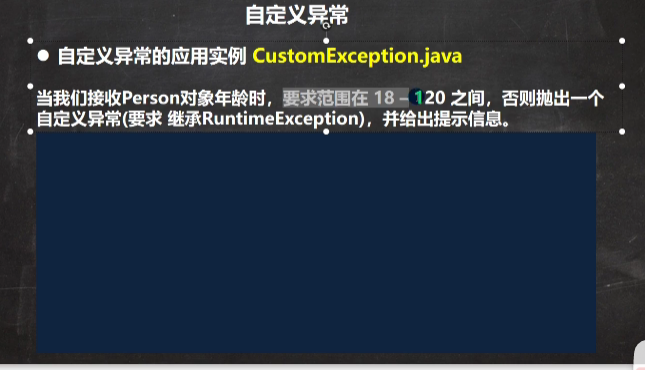 自定义异常
● 自定义异常的应用实例 CustomException.java
当我们接收Person对象年龄时，要求范围在 18 – 120 之间，否则抛出一个
自定义异常(要求 继承RuntimeException)，并给出提示信息。